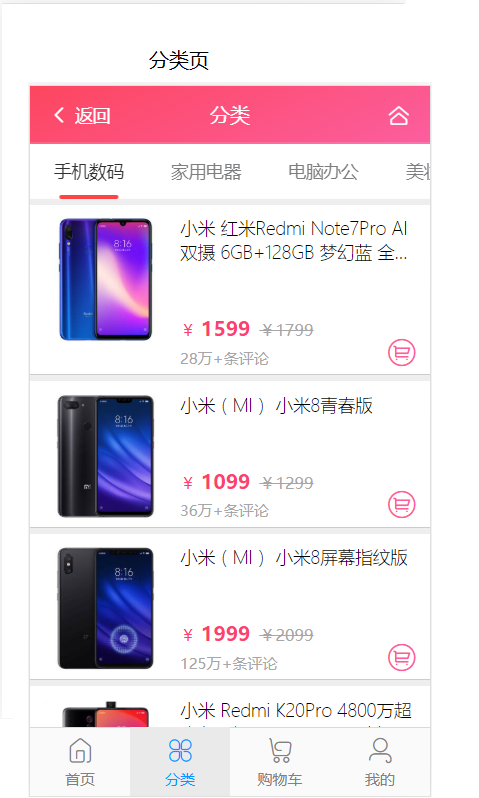 分类页
返回
分类
手机数码 家用电器 电脑办公 美
小米 红米Redmi Note7Pro AI
双摄 6GB+128GB 梦幻蓝 全...
8:16
￥ 1599 ￥1799
28万+条评论
小米（MI） 小米8青春版
8:16
￥ 1099 ￥1299
36万+条评论
小米（MI） 小米8屏幕指纹版
8:16
￥ 1999 ￥2099
125万+条评论
小米 Redmi K20Pro 4800万超
首页 分类 购物车 我的